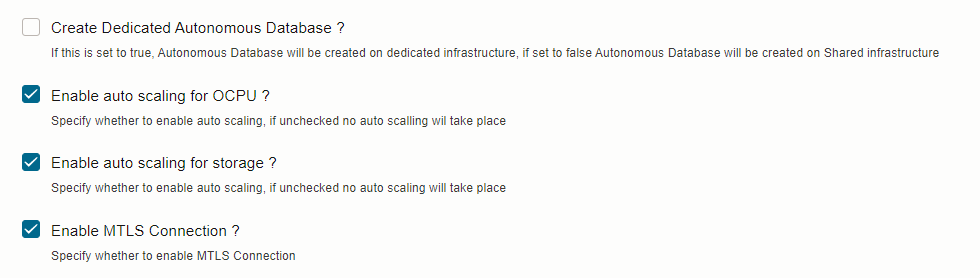 Create Dedicated Autonomous Database ?
If this is set to true, Autonomous Database will be created on dedicated infrastructure, if set to false Autonomous Database will be created on Shared infrastructure
Enable auto scaling for OCPU ?
Specify whether to enable auto scaling, if unchecked no auto scalling wil take place
Enable auto scaling for storage ?
Specify whether to enable auto scaling, if unchecked no auto scaling will take place
Enable MTLS Connection ?
Specify whether to enable MTLS Connection